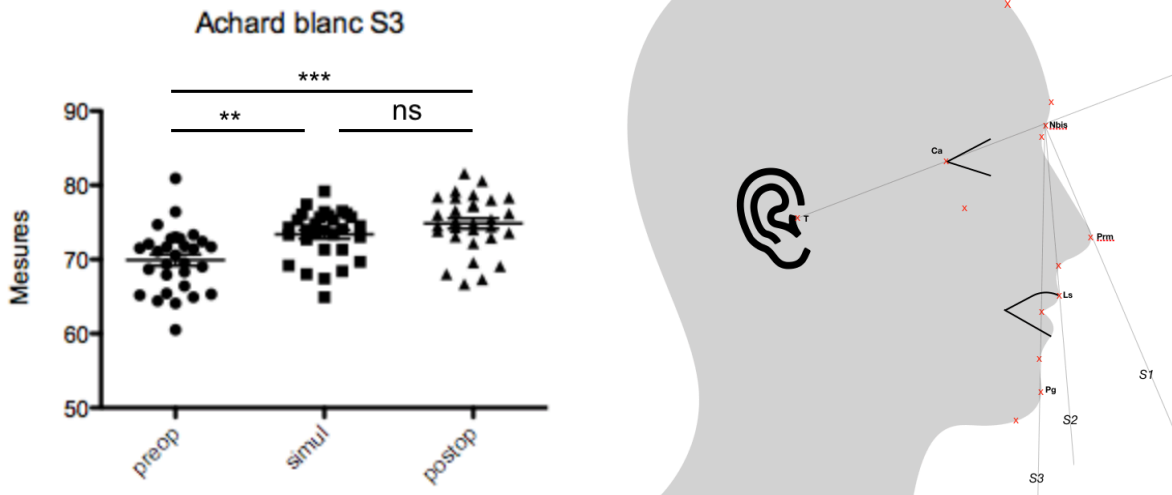 Achard blanc S3
***
** ns
Mesures
90
80
70
60
50
preop simul postop
x
x
x Nbis
x
Ca
x
x
x T
x Prm
x
x Ls
x
x
x Pg
x
S1
S2
S3